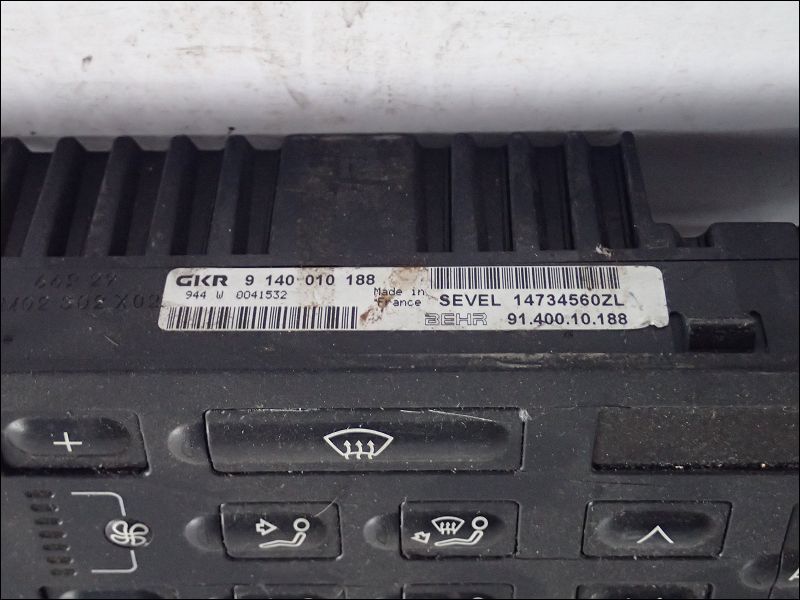 GKR 9 140 010 188
944 W 0041532
Made in
France
SEVEL 14734560ZL
BEHR 91.400.10.188
+